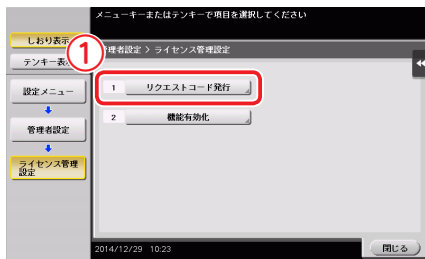 メニューキーまたはテンキーで項目を選択してください
しおり表示
テンキー表
1
理者設定 > ライセンス管理設定
設定メニュー
1 リクエストコード発行
管理者設定
2 機能有効化
ライセンス管理
設定
2014/12/29 10:23
閉じる